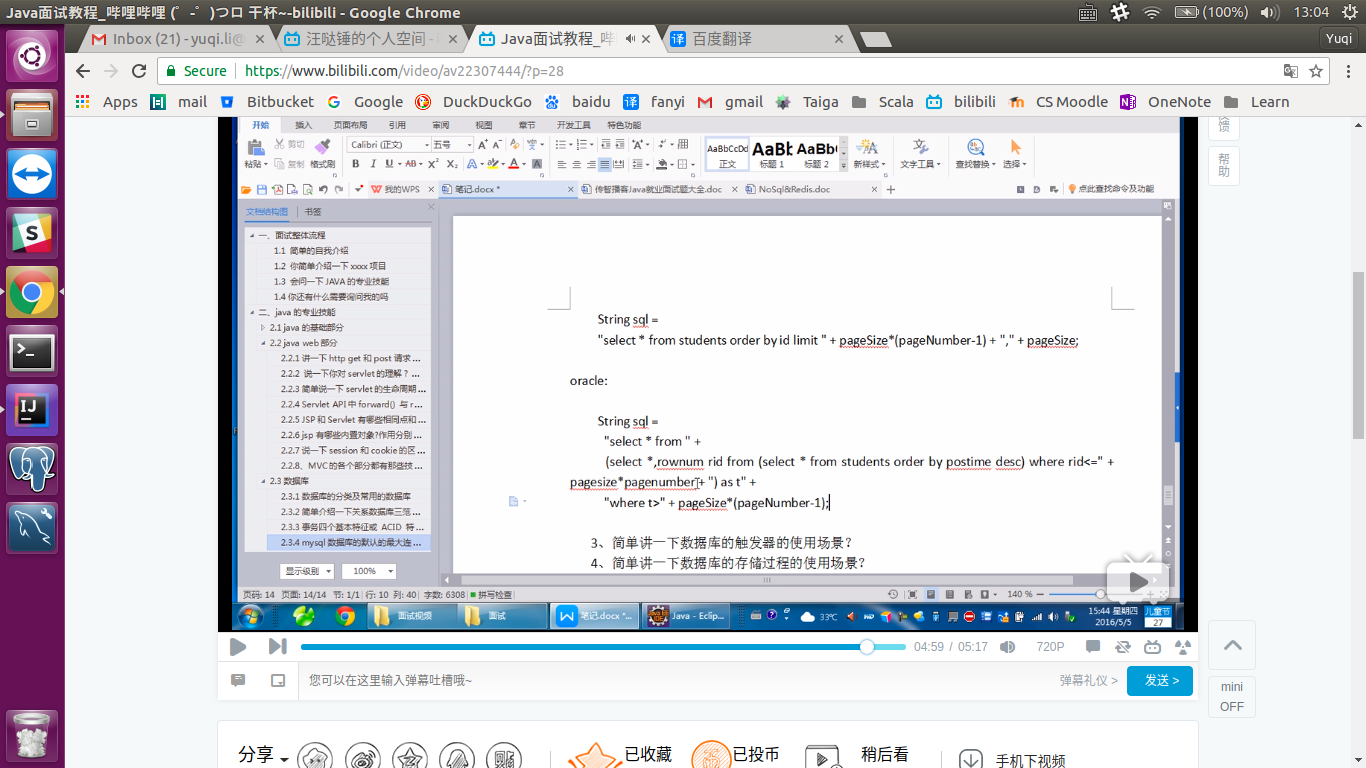 Java面试教程_哔哩哔哩 (゜-゜)つロ 干杯~-bilibili - Google Chrome
(100%)
13:04
Inbox (21) - yuqi.li@
汪哒锤的个人空间 -
Java面试教程_哔
百度翻译
Yuqi
Secure
https://www.bilibili.com/video/av22307444/?p=28
Apps
mail
Bitbucket
Google
DuckDuckGo
baidu
fanyi
gmail
Taiga
Scala
bilibili
CS Moodle
OneNote
Learn
开始 插入 页面布局 引用 审阅 视图 章节 开发工具 特色功能
粘贴 剪切 复制 格式刷
Calibri (正文) 五号
AaBbCcDd 正文
标题 1
AaBb( 标题 2
新样式 文字工具 查找替换 选择
我的WPS
笔记.docx *
传智播客Java就业面试题大全.doc
NoSql&Redis.doc
点此查找命令及功能
文档结构图 书签
一、面试整体流程
1.1 简单的自我介绍
1.2 你简单介绍一下 xxxx 项目
1.3 会问一下 JAVA 的专业技能
1.4 你还有什么需要询问我的吗
二、java 的专业技能
2.1 java 的基础部分
2.2 java web 部分
2.2.1 讲一下 http get 和 post 请求 ...
2.2.2 说一下你对 servlet 的理解? ...
2.2.3 简单说一下 servlet 的生命周期 ...
2.2.4 Servlet API 中 forward() 与 r...
2.2.5 JSP 和 Servlet 有哪些相同点和 ...
2.2.6 jsp 有哪些内置对象?作用分别 ...
2.2.7 说一下 session 和 cookie 的区 ...
2.2.8、MVC 的各个部分都有那些技 ...
2.3 数据库
2.3.1 数据库的分类及常用的数据库
2.3.2 简单介绍一下关系数据库三范 ...
2.3.3 事务四个基本特征或 ACID 特 ...
2.3.4 mysql 数据库的默认的最大连 ...
显示级别
100%
String sql =
"select * from students order by id limit " + pageSize*(pageNumber-1) + "," + pageSize;
oracle:
String sql =
"select * from " +
(select *,rownum rid from (select * from students order by postime desc) where rid<=" +
pagesize*pagenumber + ") as t" +
"where t>" + pageSize*(pageNumber-1);
3、简单讲一下数据库的触发器的使用场景?
4、简单讲一下数据库的存储过程的使用场景?
页码: 14 页面: 14/14 节: 1/1 行: 10 列: 40 字数: 6308 拼写检查
140 %
面试视频
面试
笔记.docx *...
Java - Eclip...
33℃
15:44 星期四
2016/5/5
儿童节
27
04:59 / 05:17
720P
您可以在这里输入弹幕吐槽哦~
弹幕礼仪 >
发送 >
馈
帮助
mini
OFF
分享
已收藏
已投币
稍后看
手机下视频